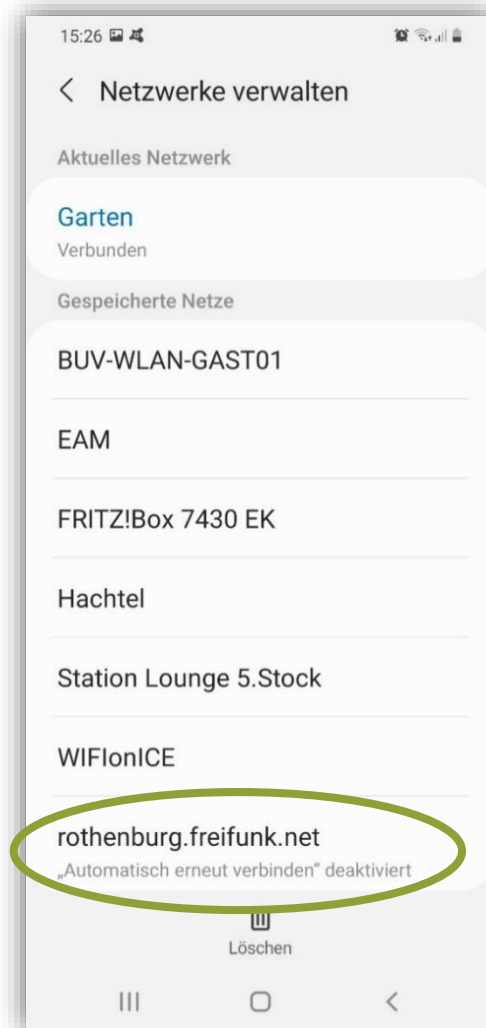 15:26
Netzwerke verwalten
Aktuelles Netzwerk
Garten
Verbunden
Gespeicherte Netze
BUV-WLAN-GAST01
EAM
FRITZ!Box 7430 EK
Hachtel
Station Lounge 5.Stock
WIFIonICE
rothenburg.freifunk.net
„Automatisch erneut verbinden“ deaktiviert
Löschen